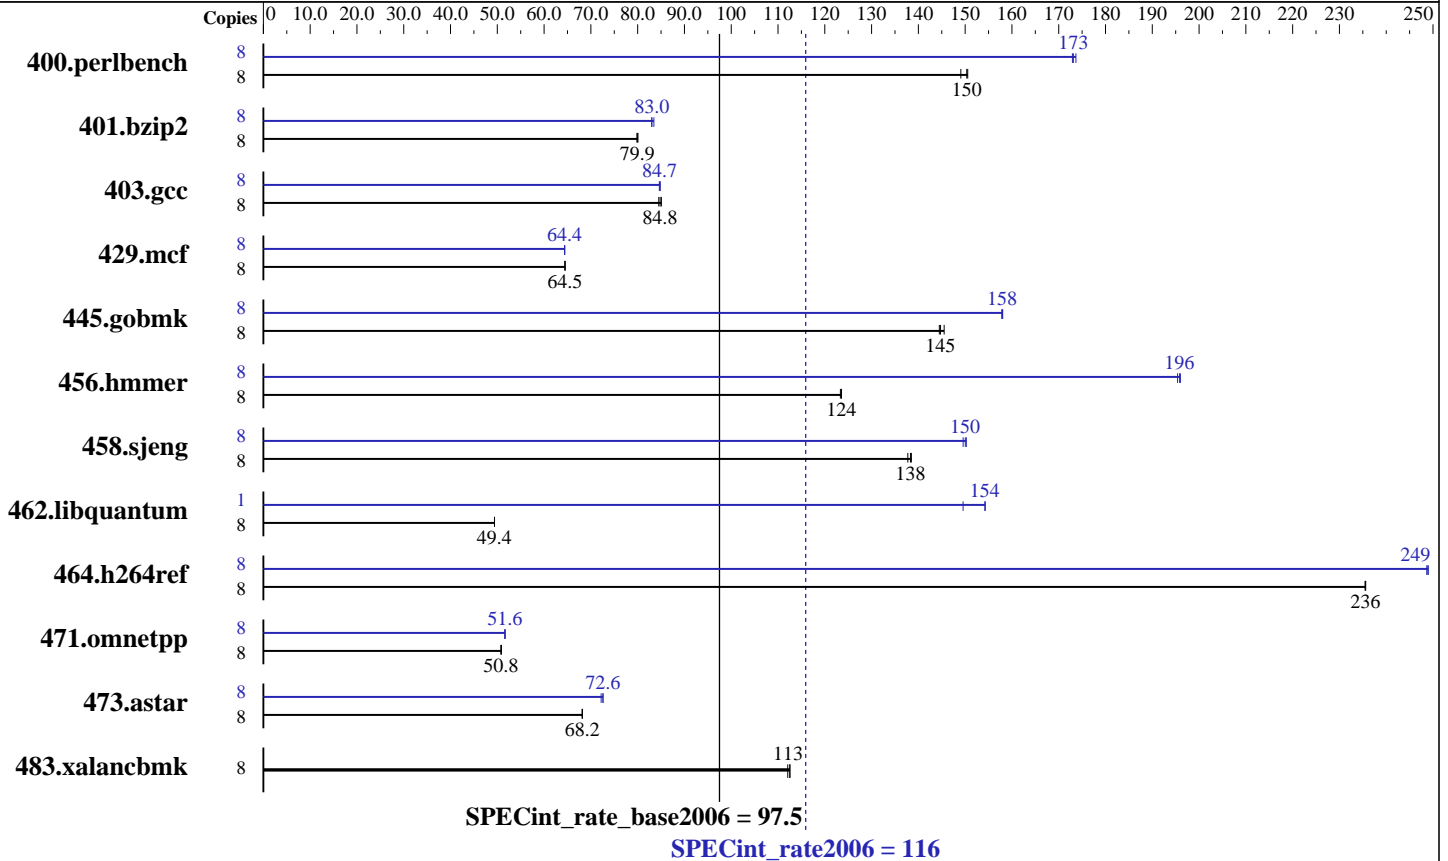 Copies 0 10.0 20.0 30.0 40.0 50.0 60.0 70.0 80.0 90.0 100 110 120 130 140 150 160 170 180 190 200 210 220 230 250
400.perlbench 8 173
8 150
401.bzip2 8 83.0
8 79.9
403.gcc 8 84.7
8 84.8
429.mcf 8 64.4
8 64.5
445.gobmk 8 158
8 145
456.hmmer 8 196
8 124
458.sjeng 8 150
8 138
462.libquantum 1 154
8 49.4
464.h264ref 8 249
8 236
471.omnetpp 8 51.6
8 50.8
473.astar 8 72.6
8 68.2
483.xalancbmk 8 113
SPECint_rate_base2006 = 97.5
SPECint_rate2006 = 116